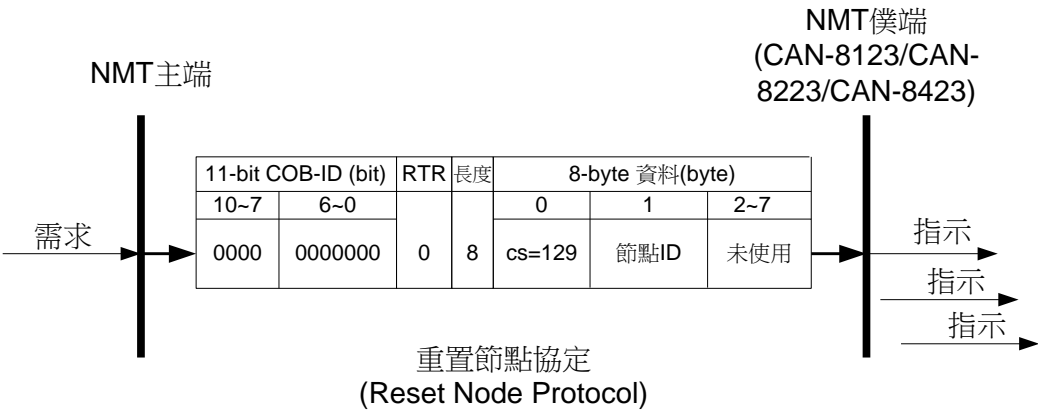 NMT僕端
(CAN-8123/CAN-
8223/CAN-8423)
NMT主端
11-bit COB-ID (bit) RTR 長度 8-byte 資料(byte)
10~7 6~0 0 1 2~7
0000 0000000 0 8 cs=129 節點ID 未使用
需求
指示
指示
指示
重置節點協定
(Reset Node Protocol)